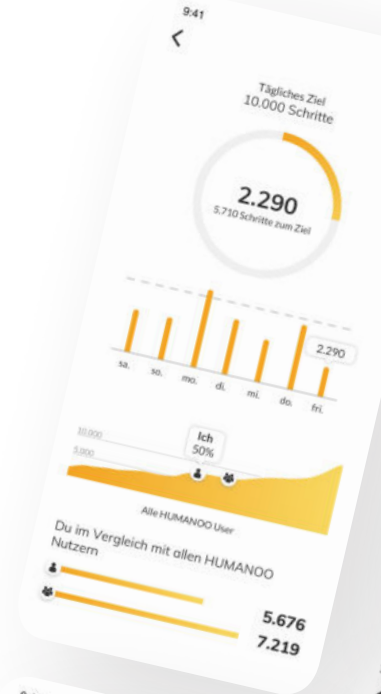 9:41
Tägliches Ziel
10.000 Schritte
2.290
5.710 Schritte zum Ziel
2.290
sa. so. mo. di. mi. do. fri.
10.000
5.000
Ich
50%
Alle HUMANOO User
Du im Vergleich mit allen HUMANOO
Nutzern
5.676
7.219